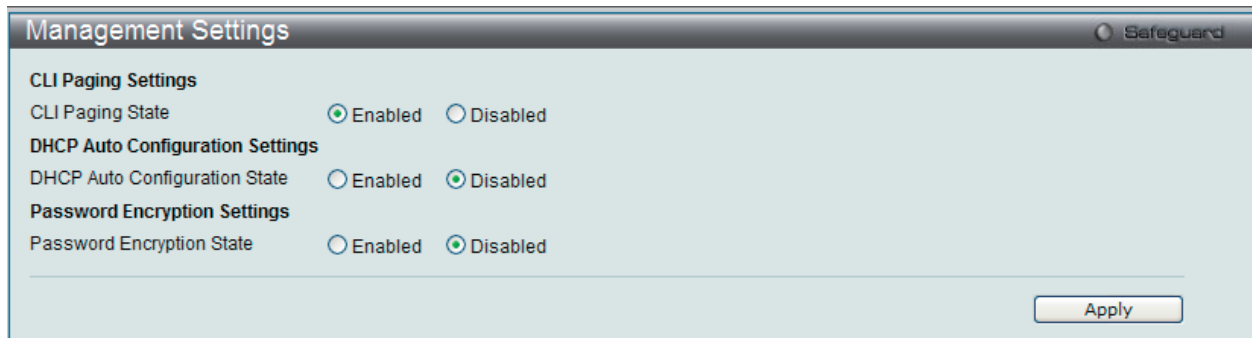 Management Settings
Safeguard
CLI Paging Settings
CLI Paging State Enabled Disabled
DHCP Auto Configuration Settings
DHCP Auto Configuration State Enabled Disabled
Password Encryption Settings
Password Encryption State Enabled Disabled
Apply